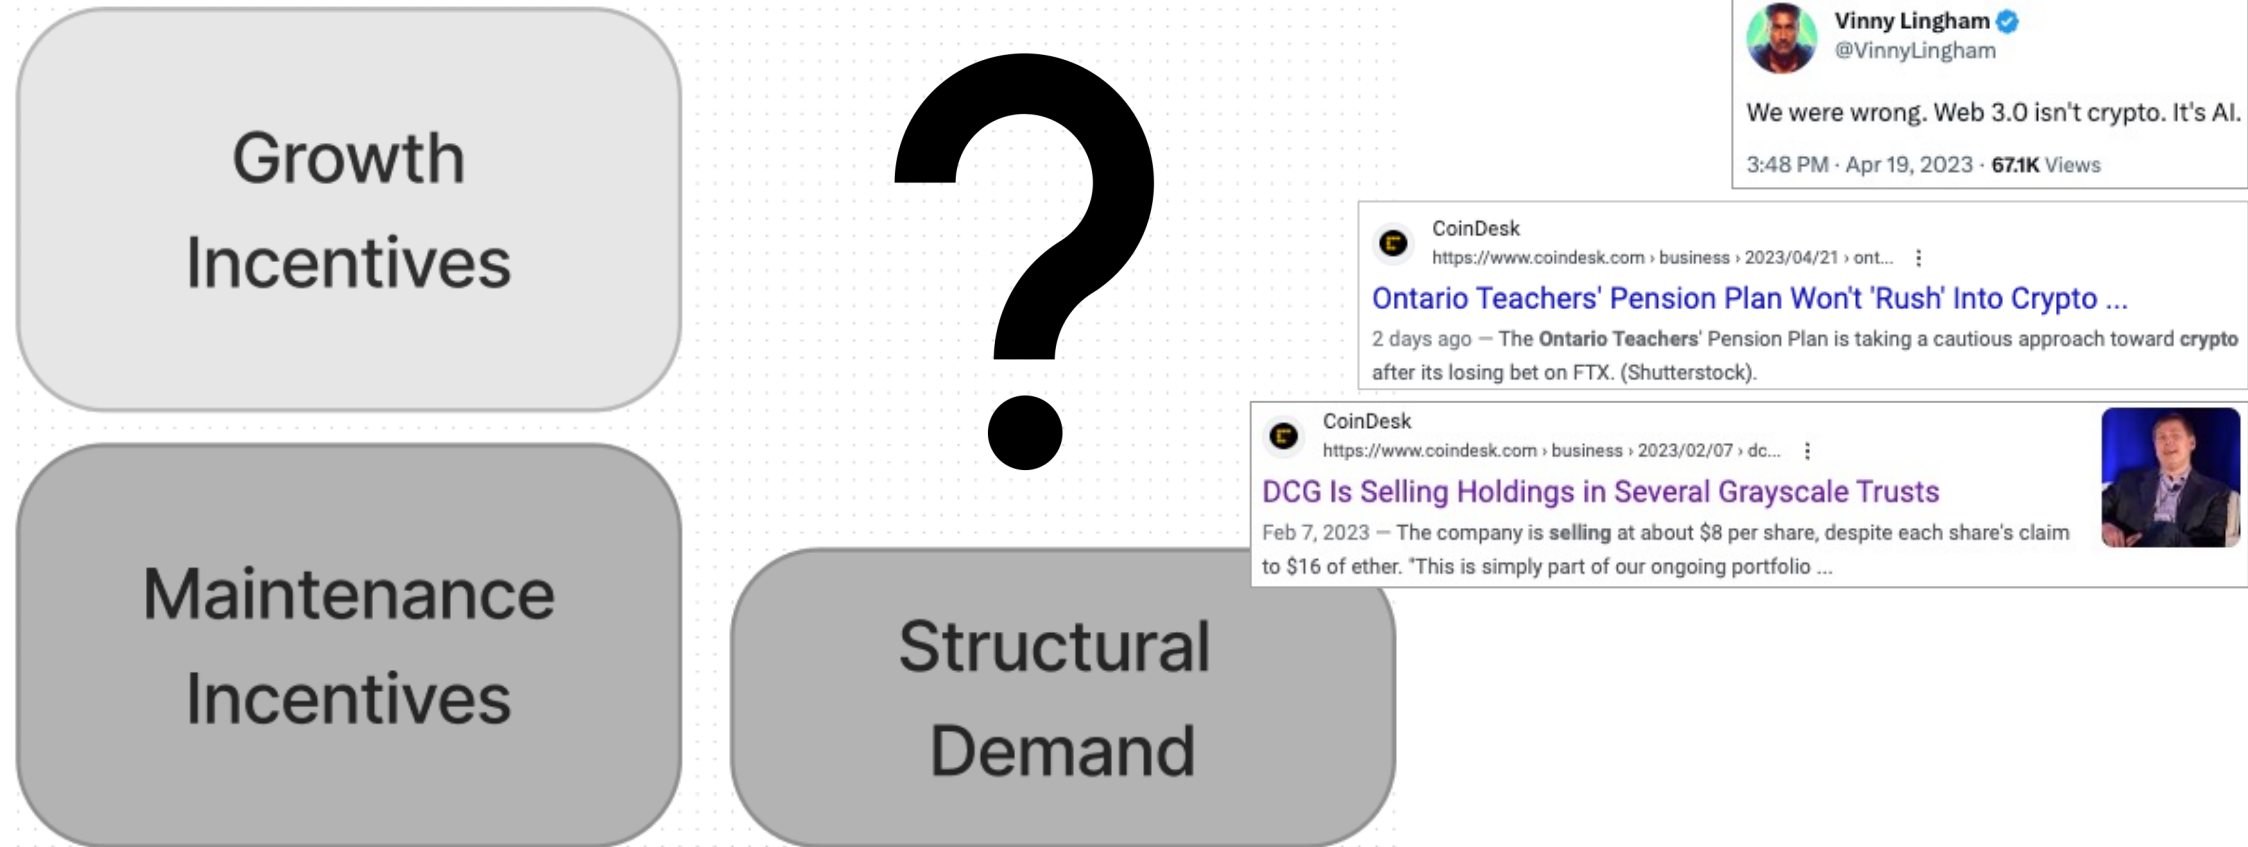 Growth
Incentives
Maintenance
Incentives
?
Structural
Demand
Vinny Lingham
@VinnyLingham
We were wrong. Web 3.0 isn't crypto. It's AI.
3:48 PM · Apr 19, 2023 · 67.1K Views
CoinDesk
https://www.coindesk.com › business › 2023/04/21 › ont...
Ontario Teachers' Pension Plan Won't 'Rush' Into Crypto ...
2 days ago — The Ontario Teachers' Pension Plan is taking a cautious approach toward crypto
after its losing bet on FTX. (Shutterstock).
CoinDesk
https://www.coindesk.com › business › 2023/02/07 › dc...
DCG Is Selling Holdings in Several Grayscale Trusts
Feb 7, 2023 — The company is selling at about $8 per share, despite each share's claim
to $16 of ether. "This is simply part of our ongoing portfolio ...